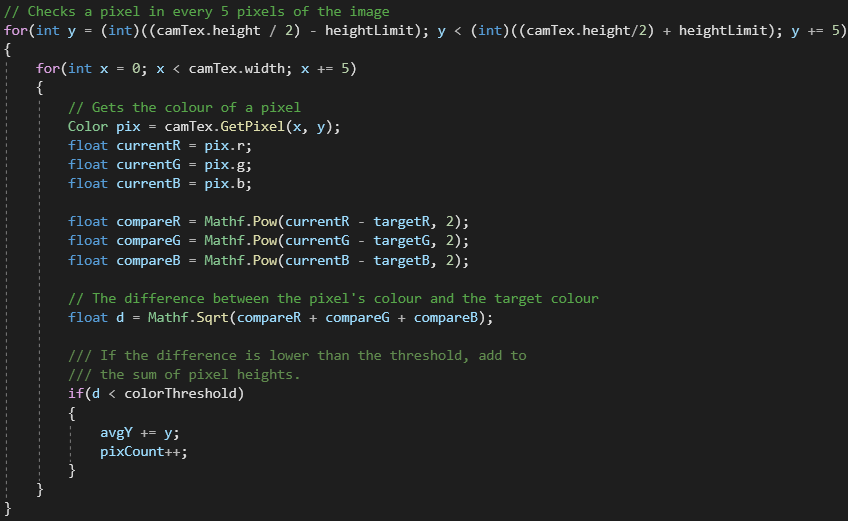 // Checks a pixel in every 5 pixels of the image
for(int y = (int)((camTex.height / 2) - heightLimit); y < (int)((camTex.height/2) + heightLimit); y += 5)
{
    for(int x = 0; x < camTex.width; x += 5)
    {
        // Gets the colour of a pixel
        Color pix = camTex.GetPixel(x, y);
        float currentR = pix.r;
        float currentG = pix.g;
        float currentB = pix.b;

        float compareR = Mathf.Pow(currentR - targetR, 2);
        float compareG = Mathf.Pow(currentG - targetG, 2);
        float compareB = Mathf.Pow(currentB - targetB, 2);

        // The difference between the pixel's colour and the target colour
        float d = Mathf.Sqrt(compareR + compareG + compareB);

        /// If the difference is lower than the threshold, add to
        /// the sum of pixel heights.
        if(d < colorThreshold)
        {
            avgY += y;
            pixCount++;
        }
    }
}